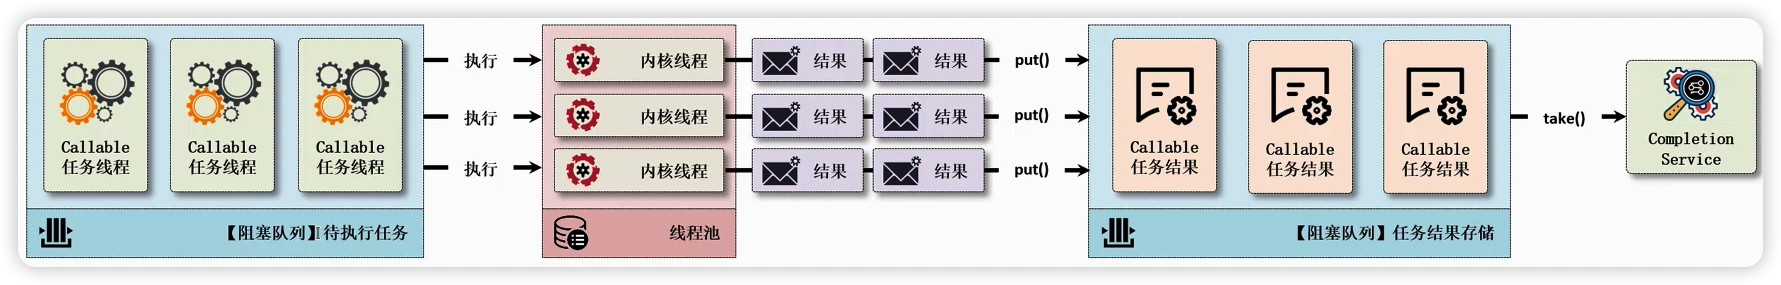 Callable
任务线程
Callable
任务线程
Callable
任务线程
【阻塞队列】待执行任务
执行
执行
执行
内核线程
内核线程
内核线程
线程池
结果
结果
结果
结果
结果
结果
put()
put()
put()
Callable
任务结果
Callable
任务结果
Callable
任务结果
【阻塞队列】任务结果存储
take()
Completion
Service